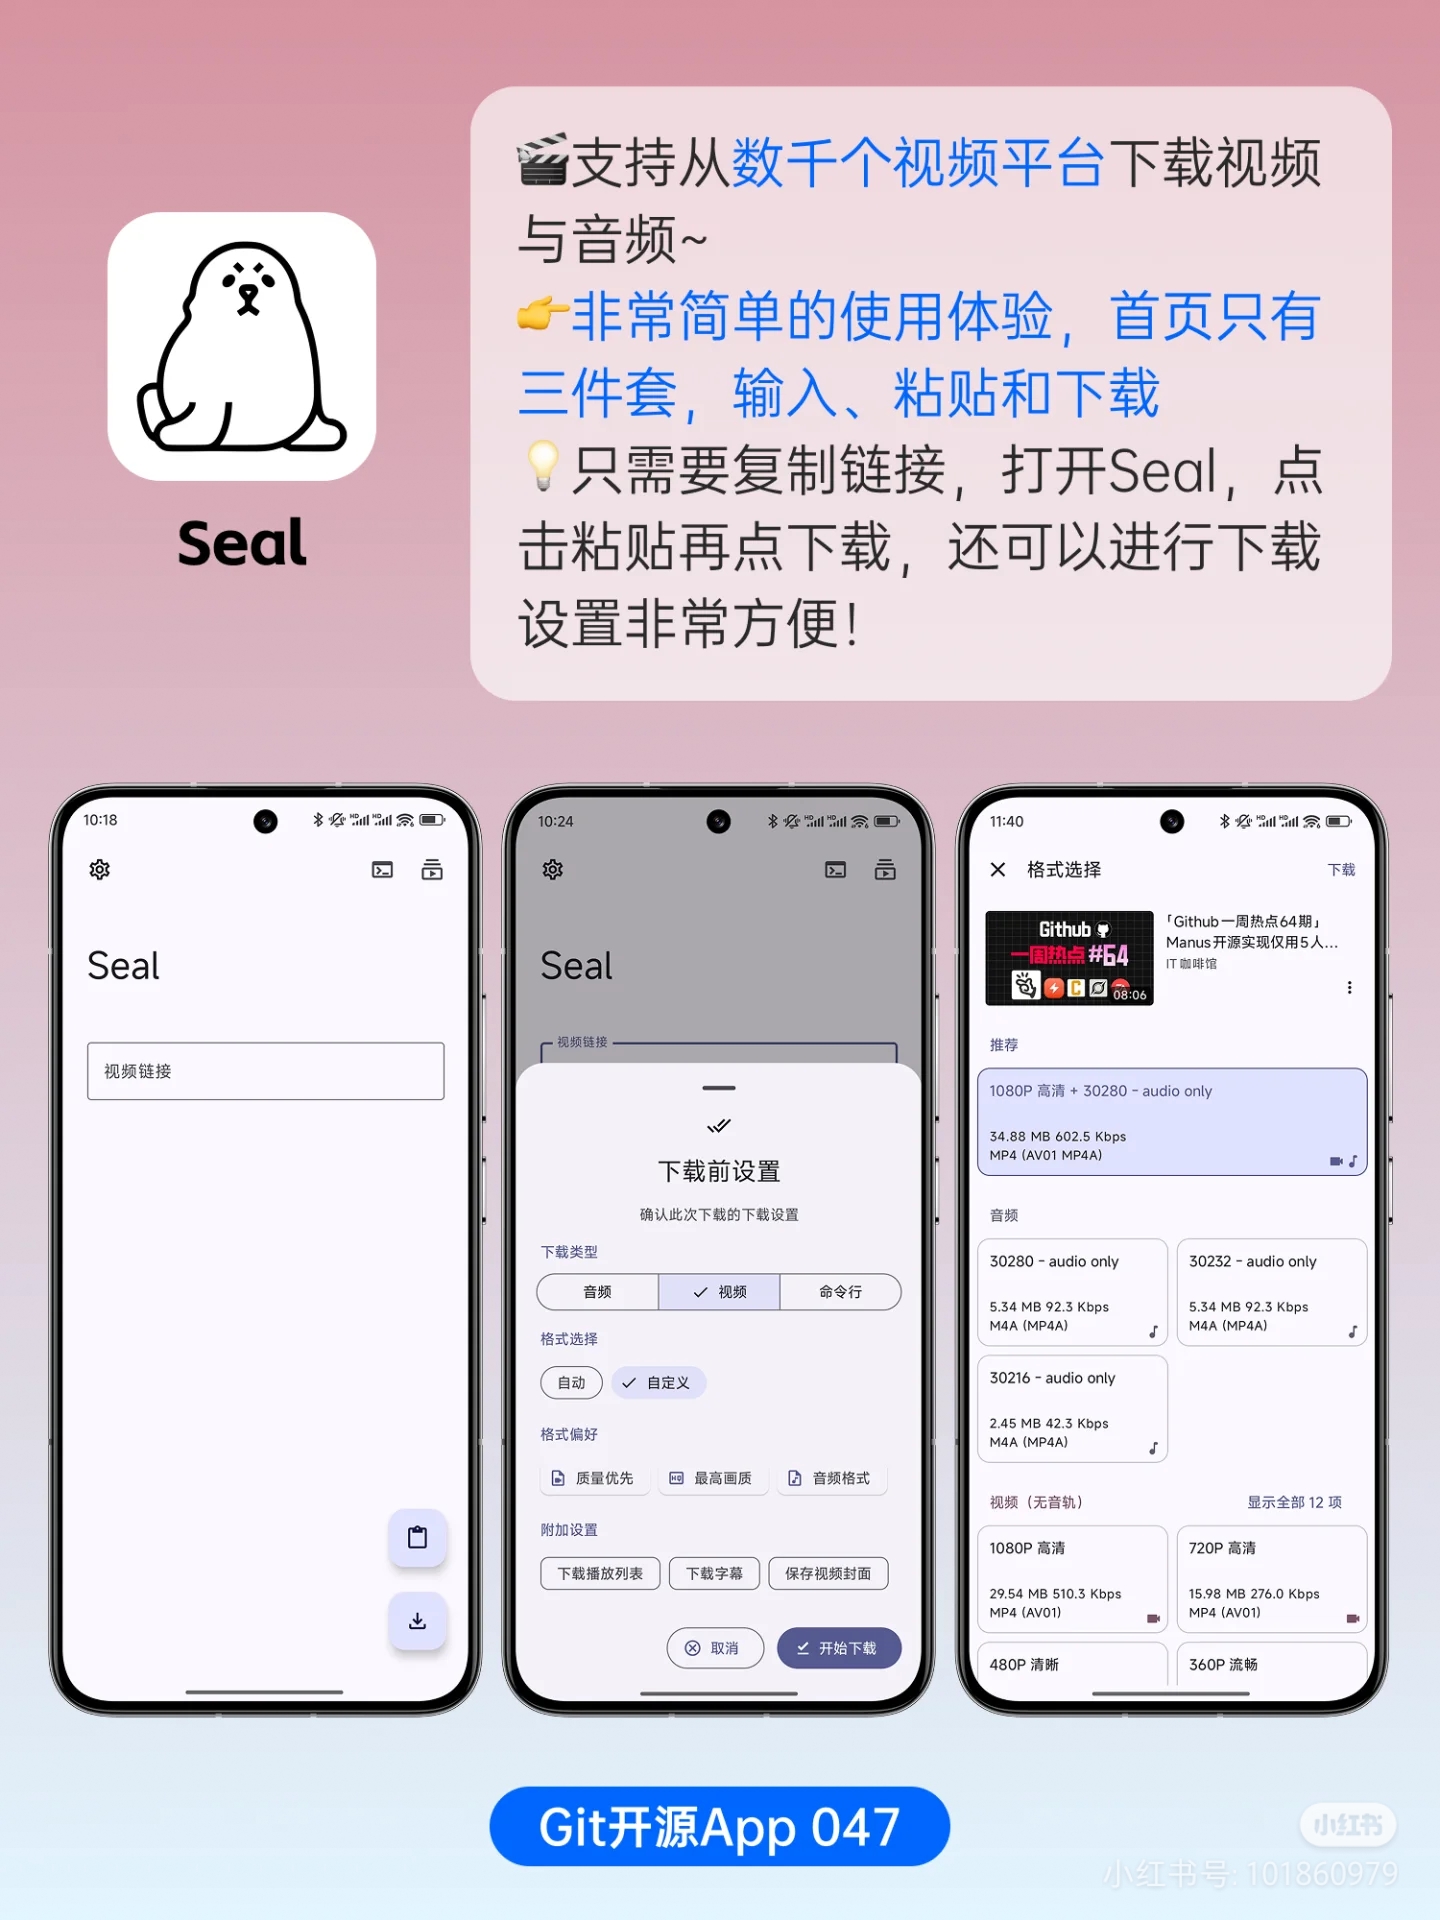 🎬支持从数千个视频平台下载视频
与音频~
👉非常简单的使用体验，首页只有
三件套，输入、粘贴和下载
💡只需要复制链接，打开Seal，点
击粘贴再点下载，还可以进行下载
设置非常方便！
Seal
10:18
Seal
视频链接
10:24
Seal
视频链接
下载前设置
确认此次下载的下载设置
下载类型
音频 视频 命令行
格式选择
自动 自定义
格式偏好
质量优先 HQ 最高画质 音频格式
附加设置
下载播放列表 下载字幕 保存视频封面
取消 开始下载
11:40
格式选择 下载
Github
一周热点#64
08:06
「Github一周热点64期」
Manus开源实现仅用5人...
IT咖啡馆
推荐
1080P 高清 + 30280 - audio only
34.88 MB 602.5 Kbps
MP4 (AV01 MP4A)
音频
30280 - audio only
5.34 MB 92.3 Kbps
M4A (MP4A)
30232 - audio only
5.34 MB 92.3 Kbps
M4A (MP4A)
30216 - audio only
2.45 MB 42.3 Kbps
M4A (MP4A)
视频（无音轨） 显示全部 12 项
1080P 高清
29.54 MB 510.3 Kbps
MP4 (AV01)
720P 高清
15.98 MB 276.0 Kbps
MP4 (AV01)
480P 清晰
360P 流畅
Git开源App 047
小红书
小红书号: 101860979